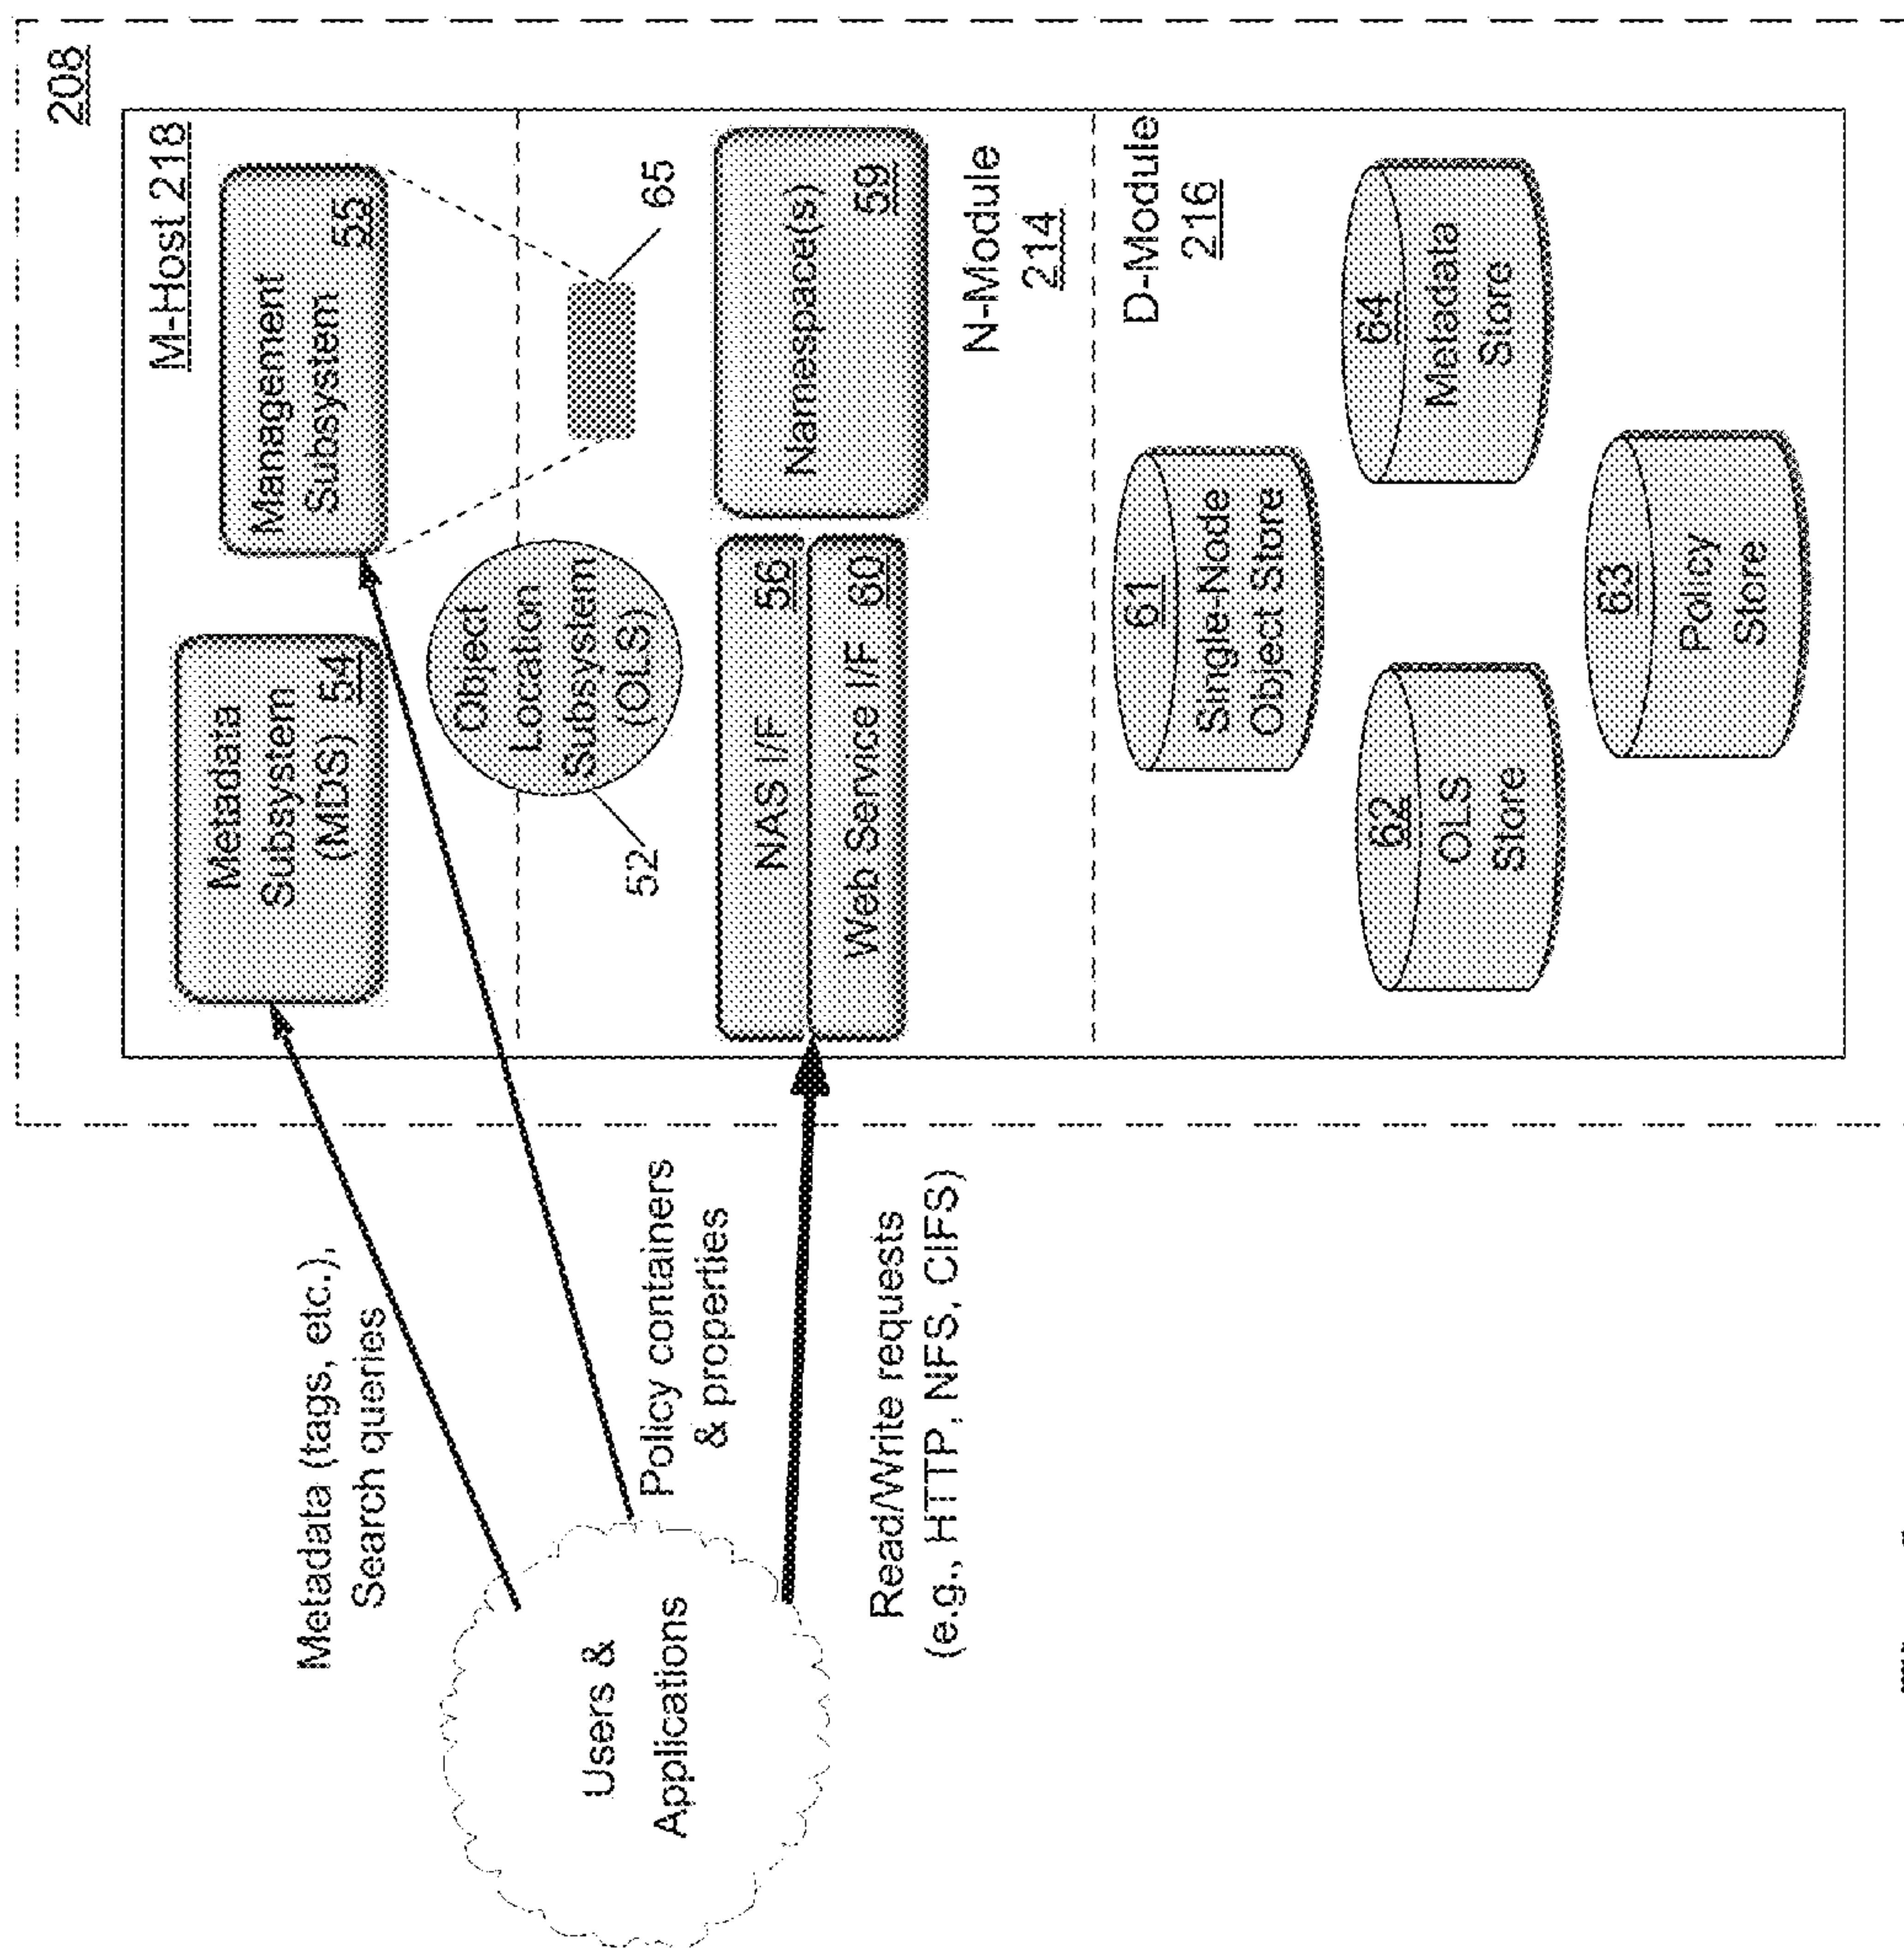 208
M-Host 218
Metadata
Subsystem
(MDS) 54
Management
Subsystem
55
Object
Location
Subsystem
(OLS)
52
65
NAS I/F 56
Web Service I/F 60
Namespace(s)
59
N-Module
214
D-Module
216
61
Single-Node
Object Store
62
OLS
Store
64
Metadata
Store
63
Policy
Store
Metadata (tags, etc.),
Search queries
Policy containers
& properties
Read/Write requests
(e.g., HTTP, NFS, CIFS)
Users &
Applications